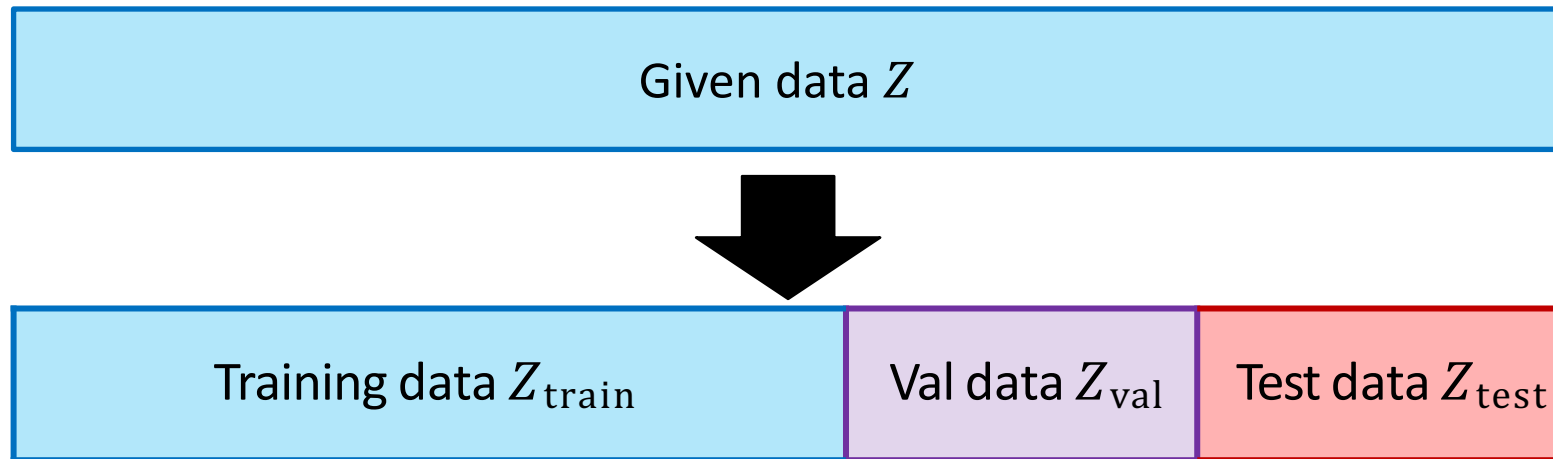 Given data Z
Training data Z_train
Val data Z_val
Test data Z_test